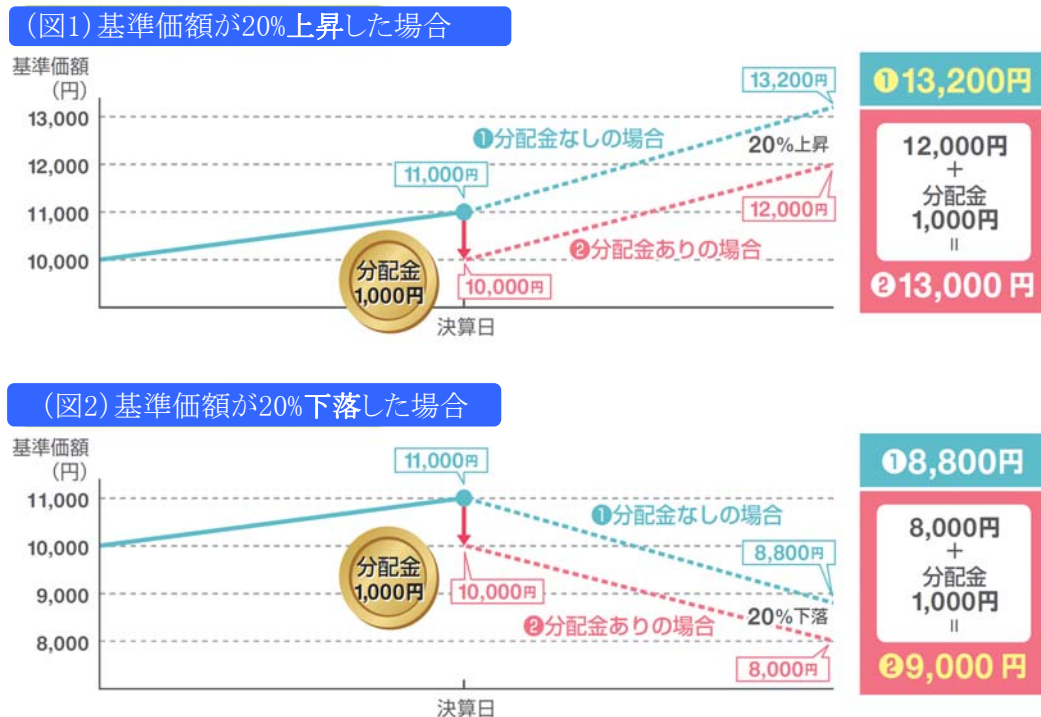 （図1）基準価額が20%上昇した場合
基準価額
（円）
13,000
12,000
11,000
10,000
11,000円
13,200円
❶分配金なしの場合
20%上昇
12,000円
❷分配金ありの場合
分配金
1,000円
10,000円
決算日
❶13,200円
12,000円
+
分配金
1,000円
=
❷13,000円
（図2）基準価額が20%下落した場合
基準価額
（円）
11,000
10,000
9,000
8,000
11,000円
❶分配金なしの場合
8,800円
分配金
1,000円
10,000円
❷分配金ありの場合
20%下落
8,000円
決算日
❶8,800円
8,000円
+
分配金
1,000円
=
❷9,000円